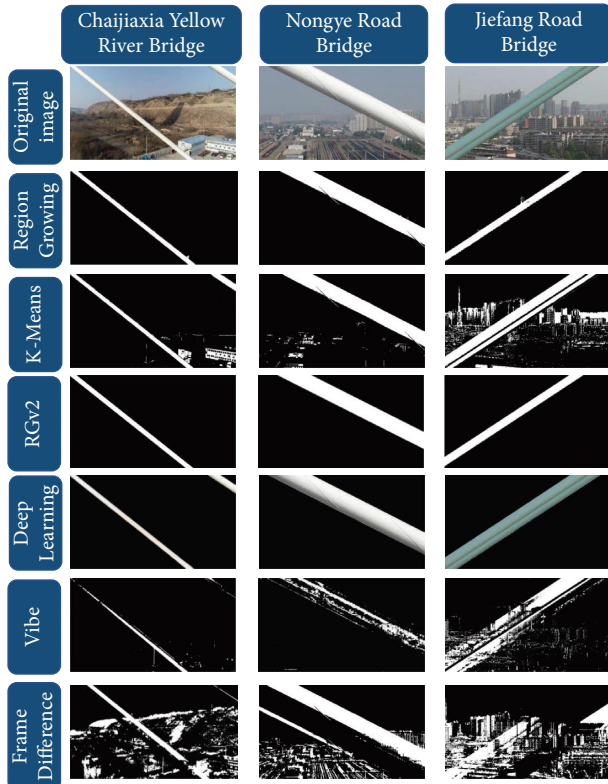 Chaijiaxia Yellow
River Bridge
Nongye Road
Bridge
Jiefang Road
Bridge
Original
image
Region
Growing
K-Means
RGv2
Deep
Learning
Vibe
Frame
Difference